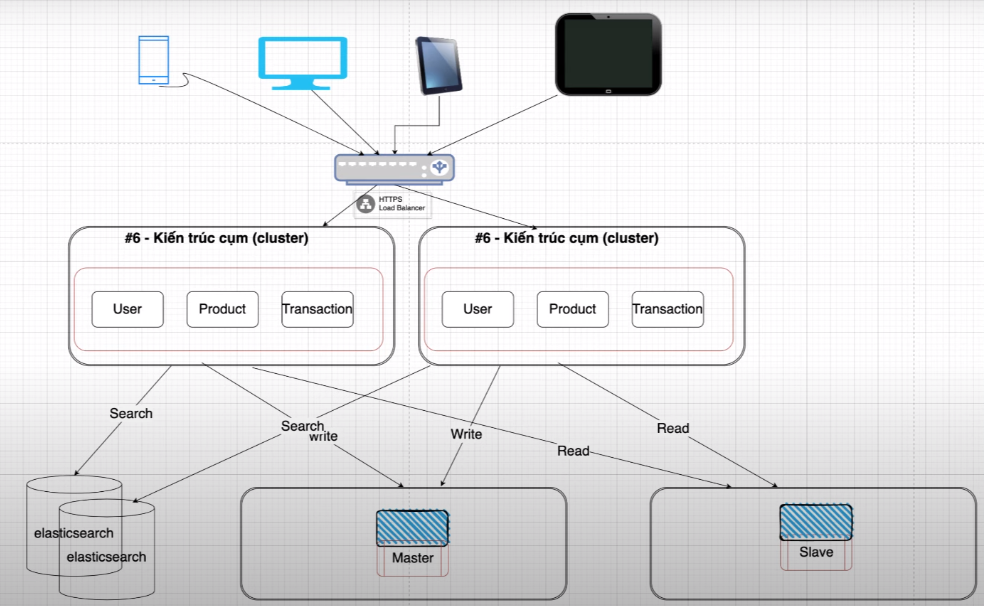 HTTPS
Load Balancer
#6 - Kiến trúc cụm (cluster)
#6 - Kiến trúc cụm (cluster)
User
Product
Transaction
User
Product
Transaction
Search
Search
write
Write
Read
Read
elasticsearch
elasticsearch
Master
Slave